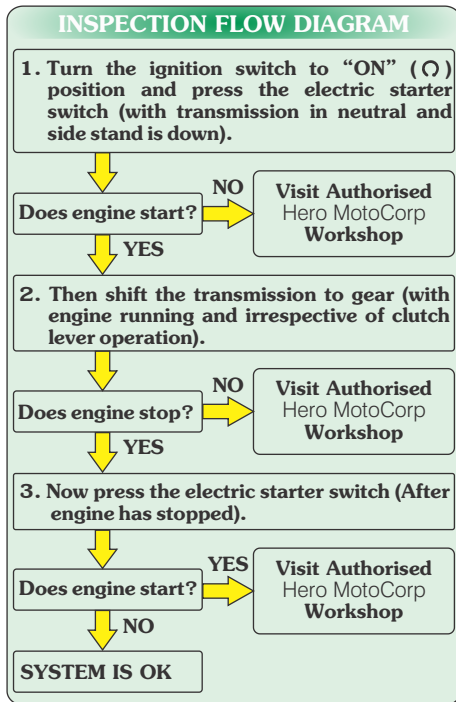 INSPECTION FLOW DIAGRAM
1. Turn the ignition switch to “ON” (Ո)
position and press the electric starter
switch (with transmission in neutral and
side stand is down).
Does engine start?
NO
Visit Authorised
Hero MotoCorp
Workshop
YES
2. Then shift the transmission to gear (with
engine running and irrespective of clutch
lever operation).
Does engine stop?
NO
Visit Authorised
Hero MotoCorp
Workshop
YES
3. Now press the electric starter switch (After
engine has stopped).
Does engine start?
YES
Visit Authorised
Hero MotoCorp
Workshop
NO
SYSTEM IS OK